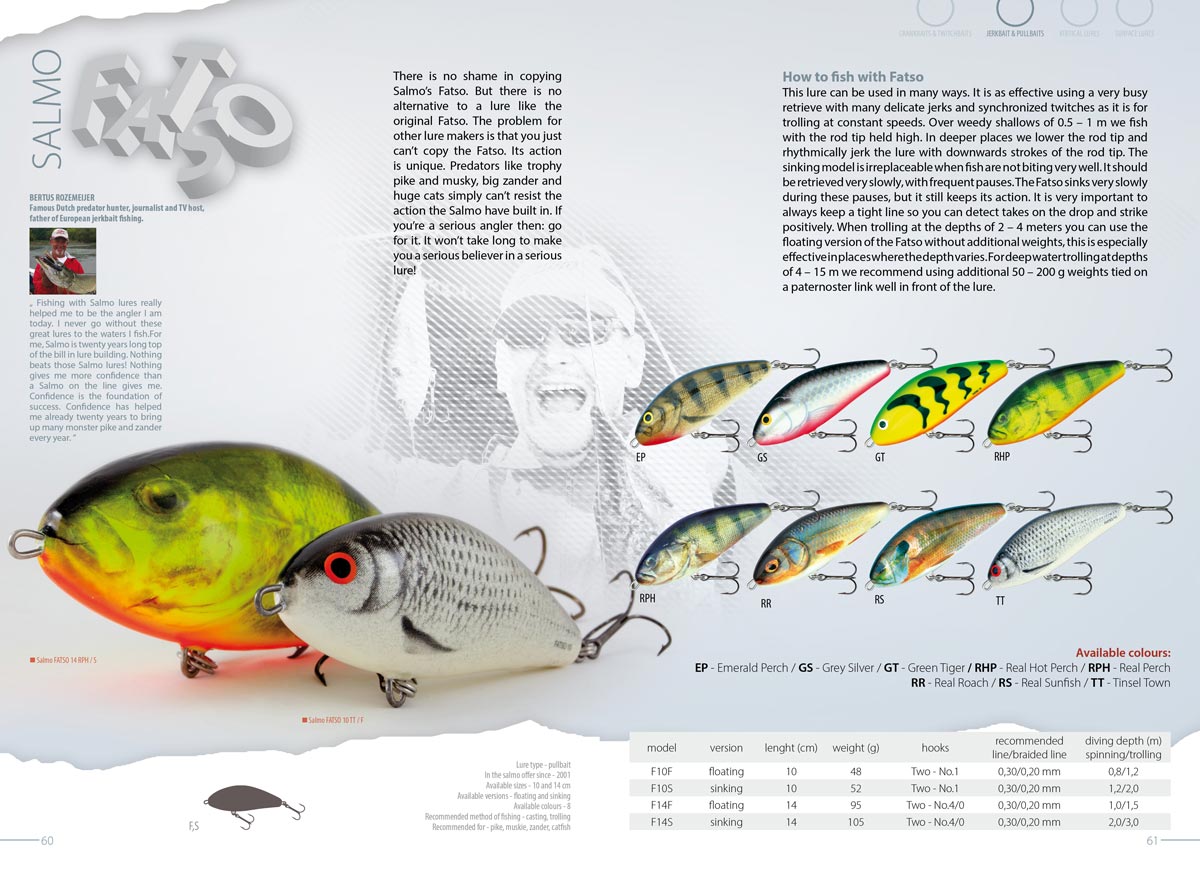 SALMO
FATSO
BERTUS ROZEMEIJER
Famous Dutch predator hunter, journalist and TV host,
father of European jerkbait fishing.
„ Fishing with Salmo lures really
helped me to be the angler I am
today. I never go without these
great lures to the waters I fish.For
me, Salmo is twenty years long top
of the bill in lure building. Nothing
beats those Salmo lures! Nothing
gives me more confidence than
a Salmo on the line gives me.
Confidence is the foundation of
success. Confidence has helped
me already twenty years to bring
up many monster pike and zander
every year. "
There is no shame in copying
Salmo's Fatso. But there is no
alternative to a lure like the
original Fatso. The problem for
other lure makers is that you just
can't copy the Fatso. Its action
is unique. Predators like trophy
pike and musky, big zander and
huge cats simply can't resist the
action the Salmo have built in. If
you're a serious angler then: go
for it. It won't take long to make
you a serious believer in a serious
lure!
CRANKBAITS & TWITCHBAITS
JERKBAIT & PULLBAITS
VERTICAL LURES
SURFACE LURES
How to fish with Fatso
This lure can be used in many ways. It is as effective using a very busy
retrieve with many delicate jerks and synchronized twitches as it is for
trolling at constant speeds. Over weedy shallows of 0.5 – 1 m we fish
with the rod tip held high. In deeper places we lower the rod tip and
rhythmically jerk the lure with downwards strokes of the rod tip. The
sinking model is irreplaceable when fish are not biting very well. It should
be retrieved very slowly, with frequent pauses. The Fatso sinks very slowly
during these pauses, but it still keeps its action. It is very important to
always keep a tight line so you can detect takes on the drop and strike
positively. When trolling at the depths of 2 – 4 meters you can use the
floating version of the Fatso without additional weights, this is especially
effective in places where the depth varies. For deep water trolling at depths
of 4 – 15 m we recommend using additional 50 – 200 g weights tied on
a paternoster link well in front of the lure.
EP
GS
GT
RHP
RPH
RR
RS
TT
Salmo FATSO 14 RPH / S
Salmo FATSO 10 TT / F
Available colours:
EP - Emerald Perch / GS - Grey Silver / GT - Green Tiger / RHP - Real Hot Perch / RPH - Real Perch
RR - Real Roach / RS - Real Sunfish / TT - Tinsel Town
F,S
Lure type - pullbait
In the salmo offer since - 2001
Available sizes - 10 and 14 cm
Available versions - floating and sinking
Available colours - 8
Recommended method of fishing - casting, trolling
Recommended for - pike, muskie, zander, catfish
model version lenght (cm) weight (g) hooks recommended line/braided line diving depth (m) spinning/trolling
F10F floating 10 48 Two - No.1 0,30/0,20 mm 0,8/1,2
F10S sinking 10 52 Two - No.1 0,30/0,20 mm 1,2/2,0
F14F floating 14 95 Two - No.4/0 0,30/0,20 mm 1,0/1,5
F14S sinking 14 105 Two - No.4/0 0,30/0,20 mm 2,0/3,0
60
61